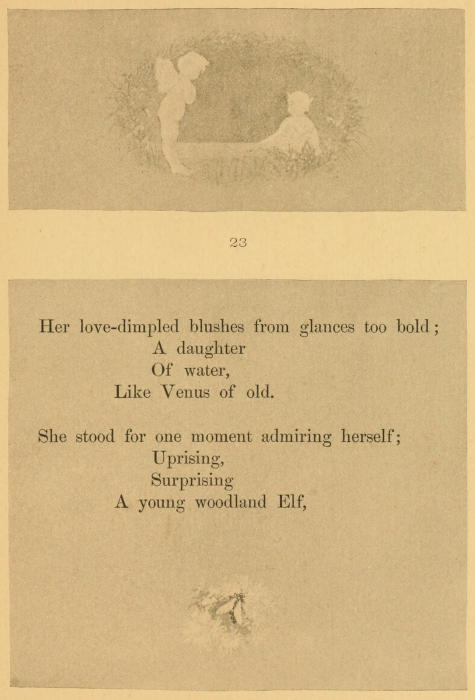 23
Her love-dimpled blushes from glances too bold;
A daughter
Of water,
Like Venus of old.
She stood for one moment admiring herself;
Uprising,
Surprising
A young woodland Elf,